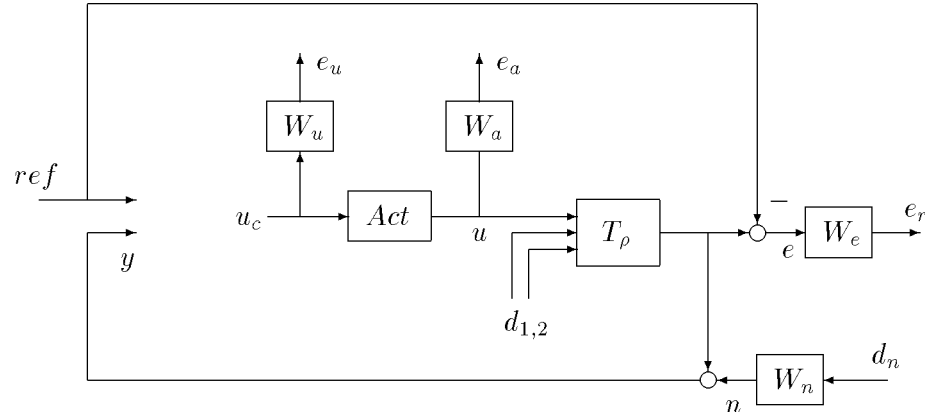 e_u
e_a
W_u
W_a
ref
u_c
Act
u
T_ρ
−
e
W_e
e_r
y
d_{1,2}
d_n
n
W_n